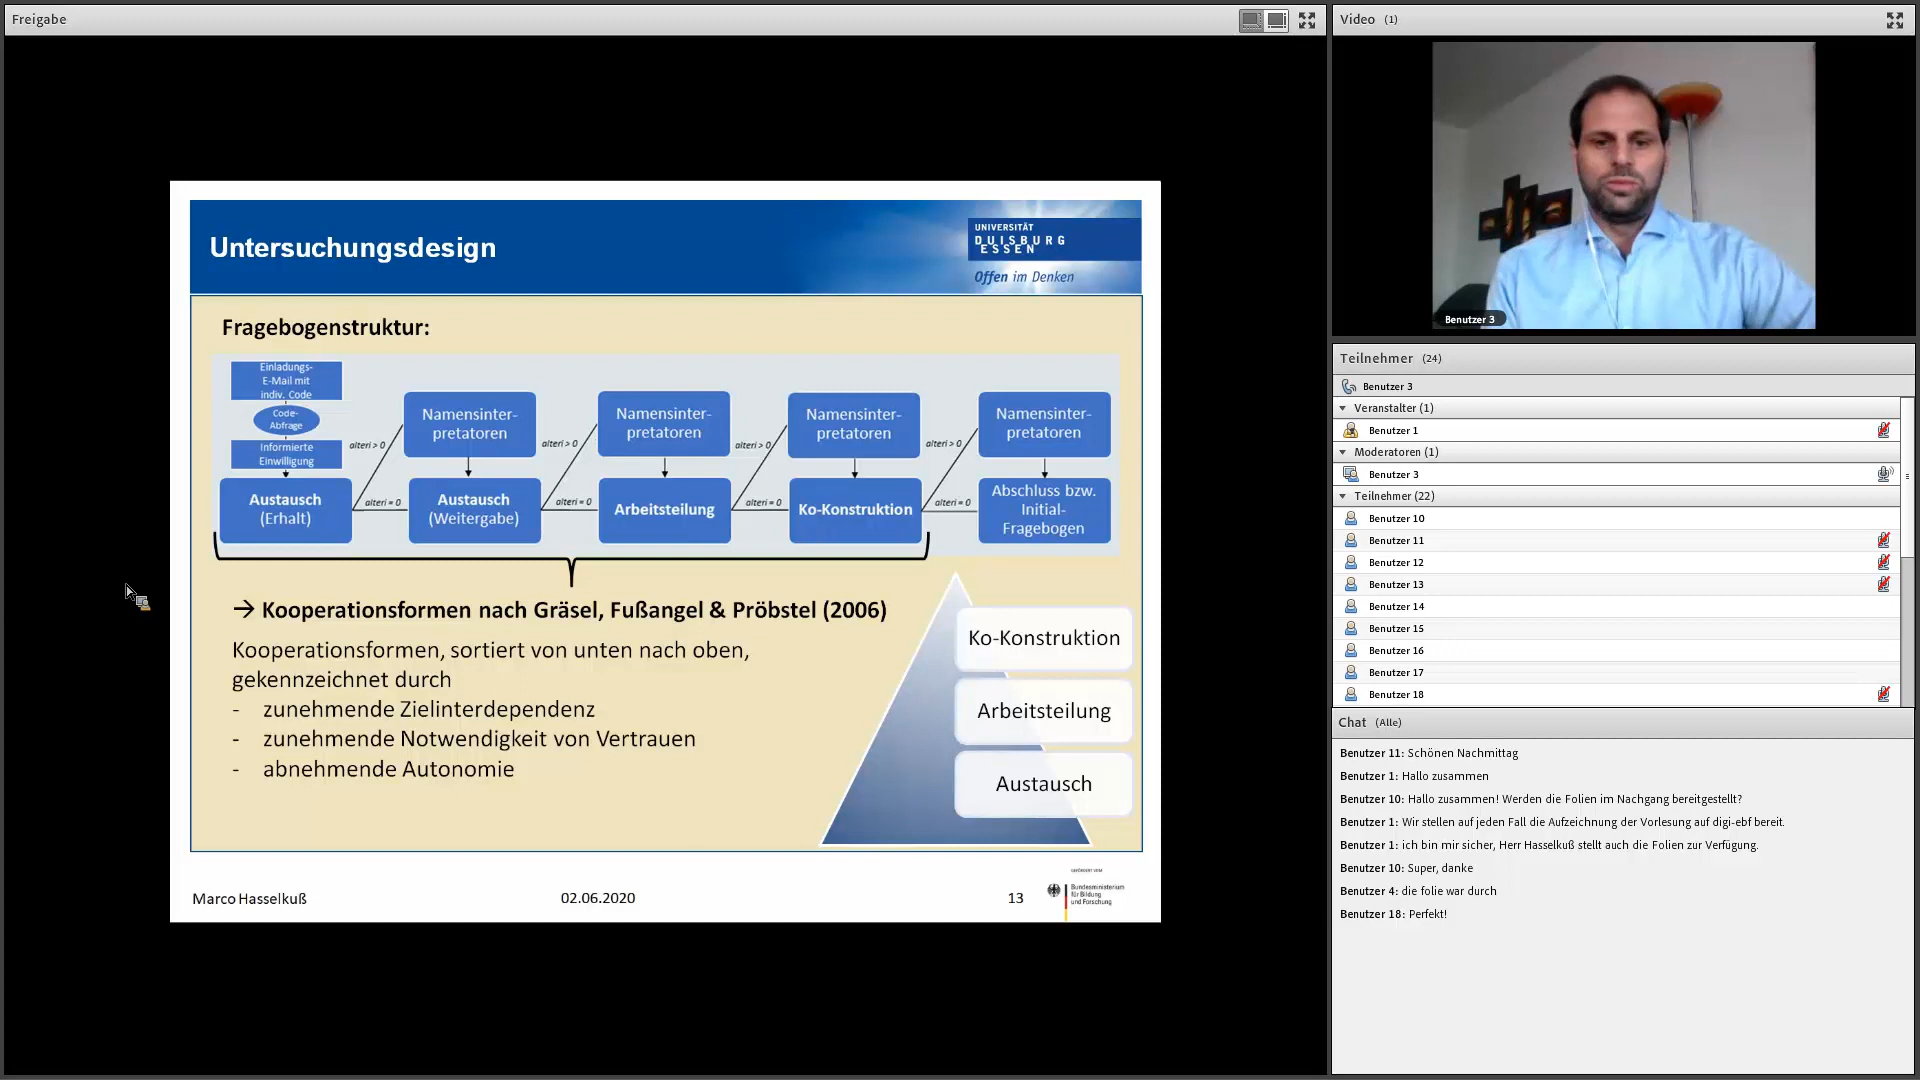 Freigabe
Untersuchungsdesign
UNIVERSITÄT
DUISBURG
ESSEN
Offen im Denken
Fragebogenstruktur:
Einladungs-
E-Mail mit
indiv. Code
Code-
Abfrage
Informierte
Einwilligung
Austausch
(Erhalt)
alteri > 0
alteri = 0
Namensinter-
pretatoren
Austausch
(Weitergabe)
alteri > 0
alteri = 0
Namensinter-
pretatoren
Arbeitsteilung
alteri > 0
alteri = 0
Namensinter-
pretatoren
Ko-Konstruktion
alteri > 0
alteri = 0
Namensinter-
pretatoren
Abschluss bzw.
Initial-
Fragebogen
→ Kooperationsformen nach Gräsel, Fußangel & Pröbstel (2006)
Kooperationsformen, sortiert von unten nach oben,
gekennzeichnet durch
- zunehmende Zielinterdependenz
- zunehmende Notwendigkeit von Vertrauen
- abnehmende Autonomie
Ko-Konstruktion
Arbeitsteilung
Austausch
Marco Hasselkuß
02.06.2020
13
GEFÖRDERT VOM
Bundesministerium
für Bildung
und Forschung
Video (1)
Benutzer 3
Teilnehmer (24)
Benutzer 3
Veranstalter (1)
Benutzer 1
Moderatoren (1)
Benutzer 3
Teilnehmer (22)
Benutzer 10
Benutzer 11
Benutzer 12
Benutzer 13
Benutzer 14
Benutzer 15
Benutzer 16
Benutzer 17
Benutzer 18
Chat (Alle)
Benutzer 11: Schönen Nachmittag
Benutzer 1: Hallo zusammen
Benutzer 10: Hallo zusammen! Werden die Folien im Nachgang bereitgestellt?
Benutzer 1: Wir stellen auf jeden Fall die Aufzeichnung der Vorlesung auf digi-ebf bereit.
Benutzer 1: ich bin mir sicher, Herr Hasselkuß stellt auch die Folien zur Verfügung.
Benutzer 10: Super, danke
Benutzer 4: die folie war durch
Benutzer 18: Perfekt!